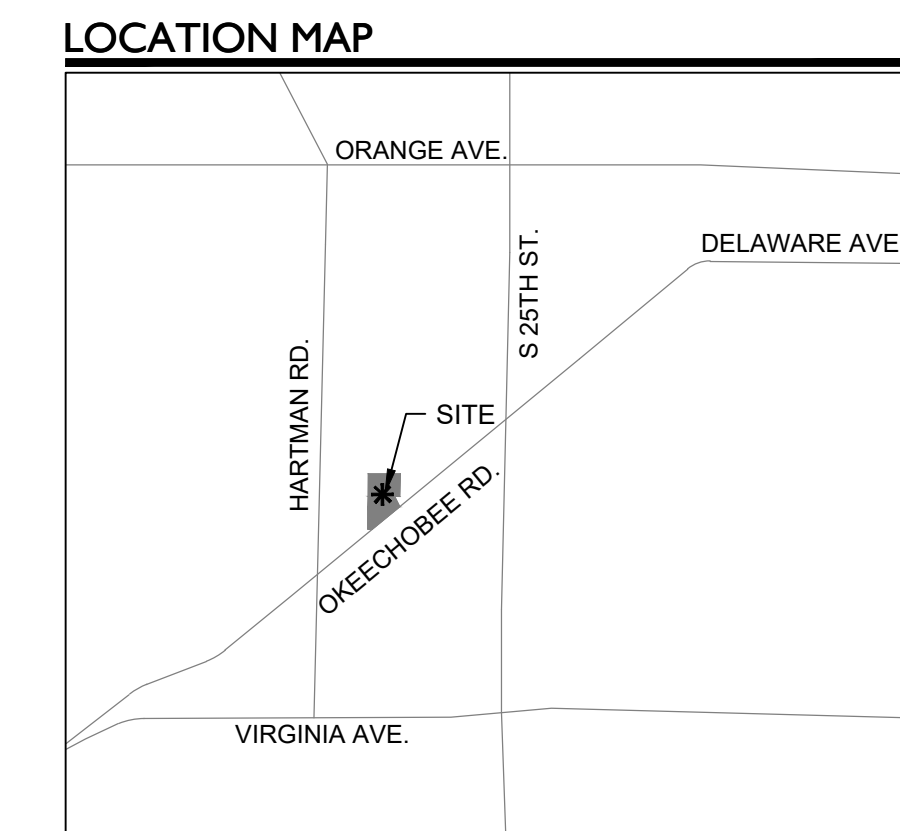 LOCATION MAP
ORANGE AVE.
DELAWARE AVE
S 25TH ST.
HARTMAN RD.
SITE
OKEECHOBEE RD.
VIRGINIA AVE.